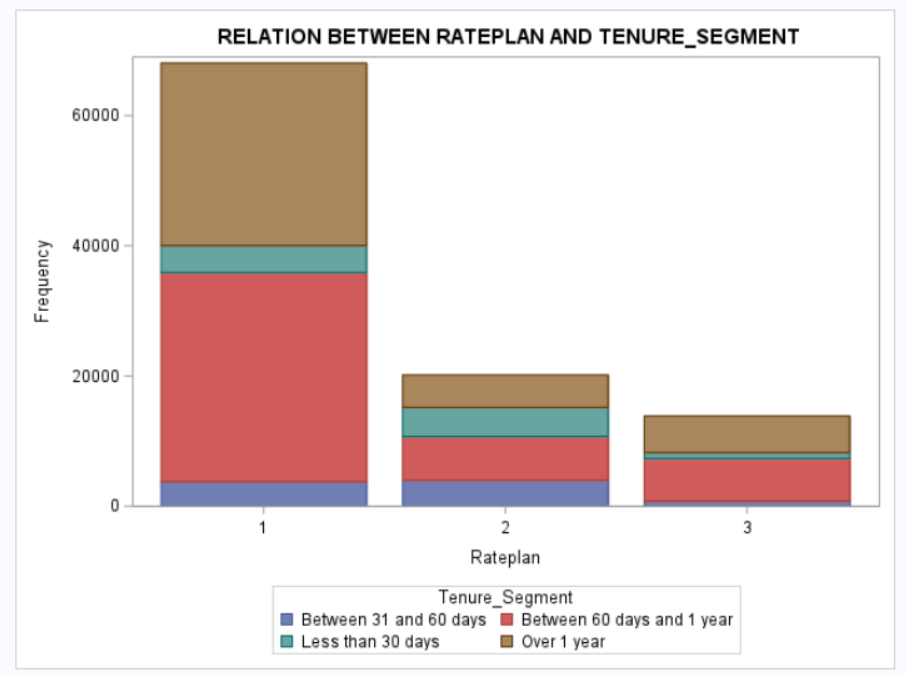 RELATION BETWEEN RATEPLAN AND TENURE_SEGMENT
60000
40000
20000
0
Frequency
1 2 3
Rateplan
Tenure_Segment
Between 31 and 60 days Between 60 days and 1 year
Less than 30 days Over 1 year